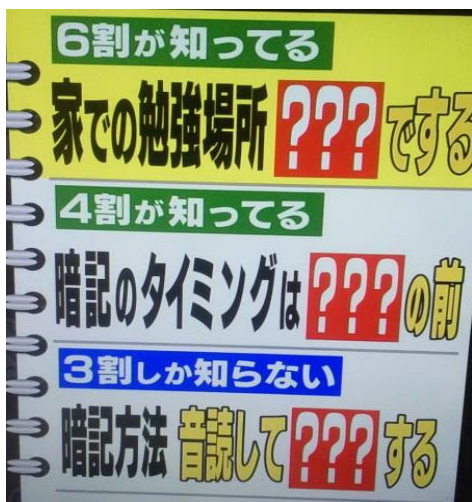 6割が知ってる
家での勉強場所 ??? でする
4割が知ってる
暗記のタイミングは ??? の前
3割しか知らない
暗記方法 音読して ??? する